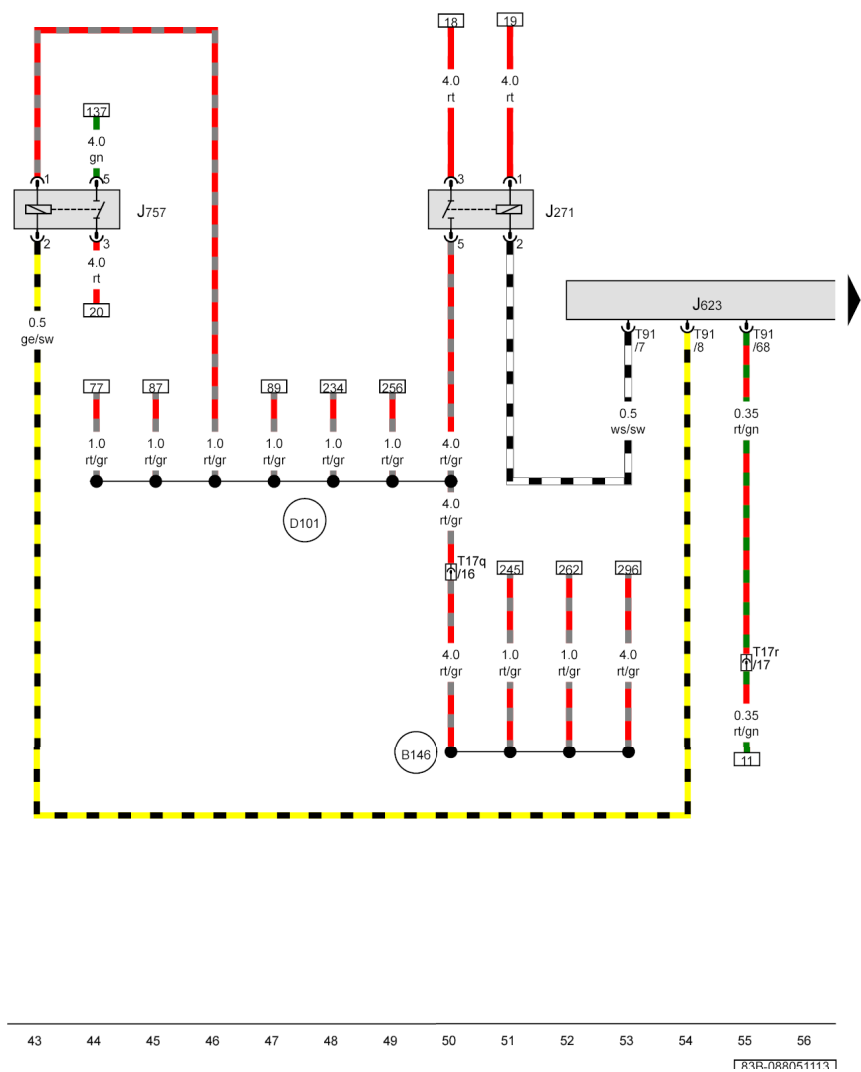 18 19
4.0 4.0
rt rt
137
4.0
gn
1 5 3 1
J757 J271
2 3 5 2
4.0
rt
20
J623
0.5
ge/sw
T91 T91 T91
/7 /8 /68
77 87 89 234 256
0.5 0.35
ws/sw rt/gn
1.0 1.0 1.0 1.0 1.0 1.0 4.0
rt/gr rt/gr rt/gr rt/gr rt/gr rt/gr rt/gr
4.0
rt/gr
D101
T17q
/16
245 262 296
4.0 1.0 1.0 4.0
rt/gr rt/gr rt/gr rt/gr
T17r
/17
0.35
rt/gn
B146
11
43 44 45 46 47 48 49 50 51 52 53 54 55 56
83B-088051113